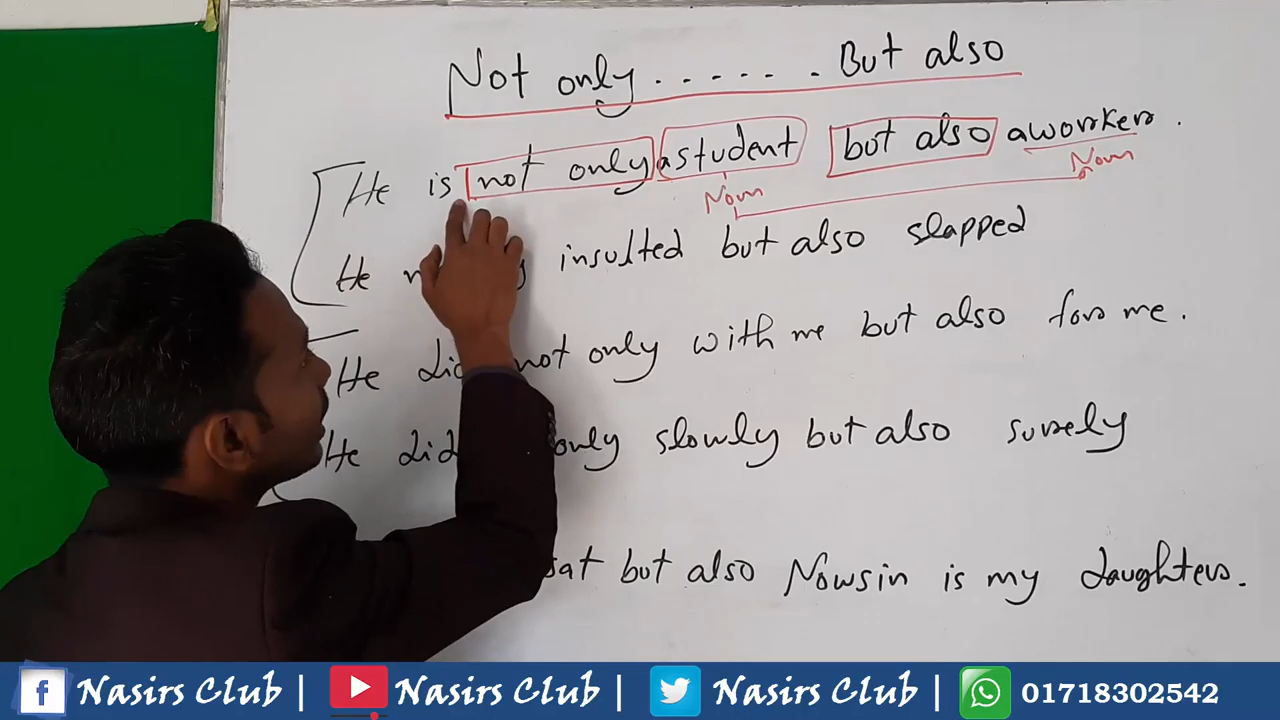 Not only ....... But also
He is not only a student but also a worker.
Noun Noun
He insulted but also slapped
He did not only with me but also for me.
He did only slowly but also surely
but also Nowsin is my daughter.
Nasirs Club | Nasirs Club | Nasirs Club | 01718302542